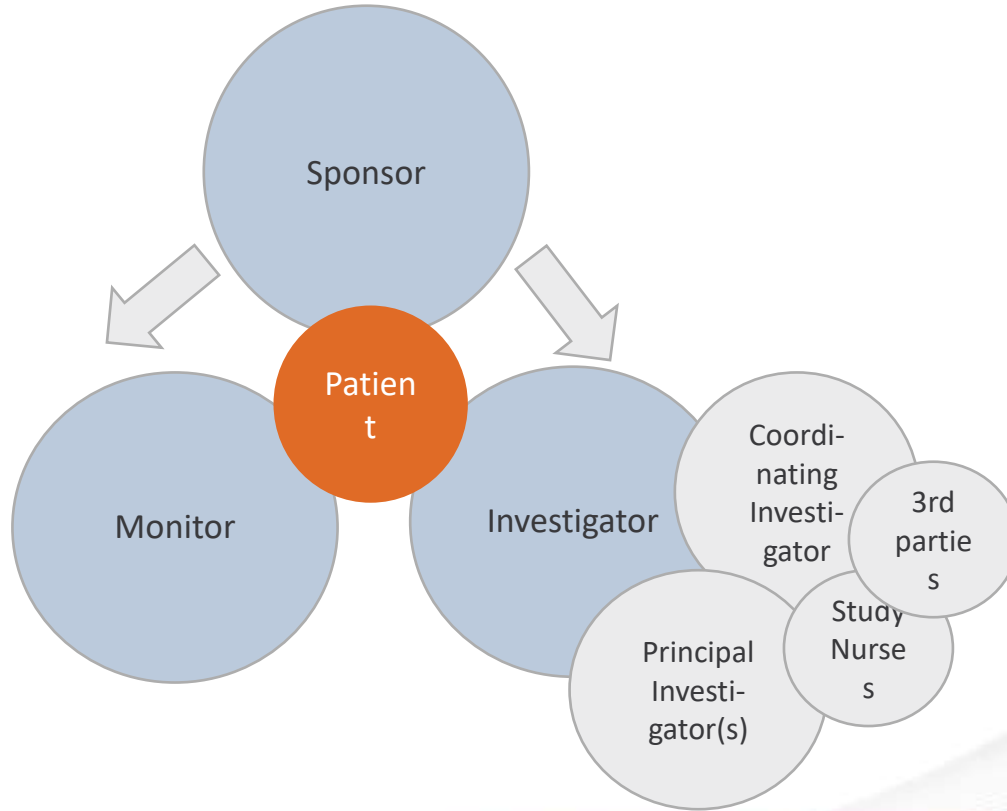 Sponsor
Patien
t
Monitor
Investigator
Coordi-
nating
Investi-
gator
3rd
partie
s
Study
Nurse
s
Principal
Investi-
gator(s)